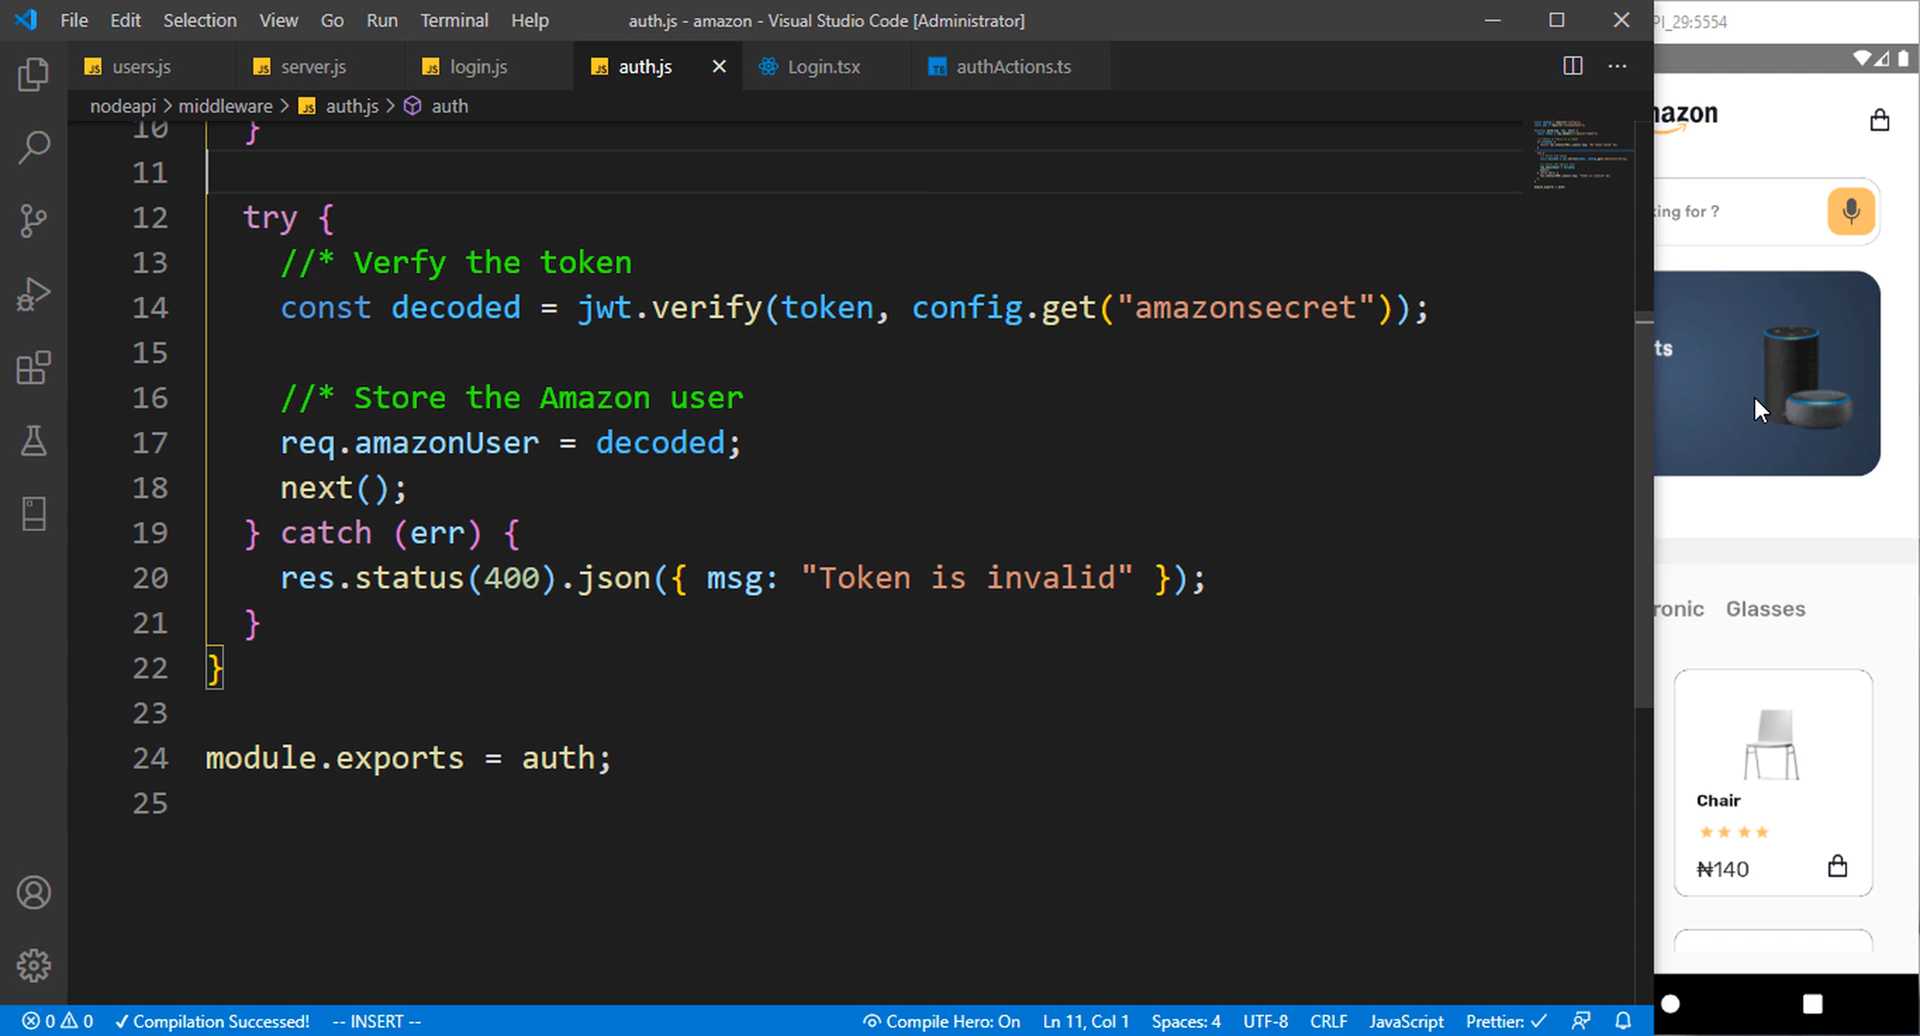 File Edit Selection View Go Run Terminal Help auth.js - amazon - Visual Studio Code [Administrator]
PI_29:5554
users.js server.js login.js auth.js Login.tsx authActions.ts
nodeapi > middleware > auth.js > auth
10 }
11
12 try {
13 //* Verfy the token
14 const decoded = jwt.verify(token, config.get("amazonsecret"));
15
16 //* Store the Amazon user
17 req.amazonUser = decoded;
18 next();
19 } catch (err) {
20 res.status(400).json({ msg: "Token is invalid" });
21 }
22 }
23
24 module.exports = auth;
25
mazon
king for ?
ts
ronic Glasses
Chair
₦140
0 0 Compilation Successed! -- INSERT -- Compile Hero: On Ln 11, Col 1 Spaces: 4 UTF-8 CRLF JavaScript Prettier: ✓